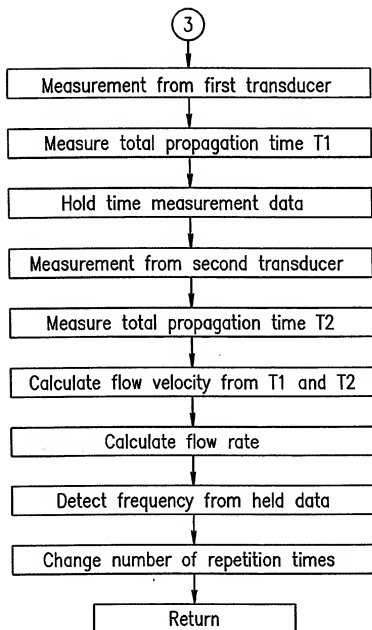 3
Measurement from first transducer
Measure total propagation time T1
Hold time measurement data
Measurement from second transducer
Measure total propagation time T2
Calculate flow velocity from T1 and T2
Calculate flow rate
Detect frequency from held data
Change number of repetition times
Return